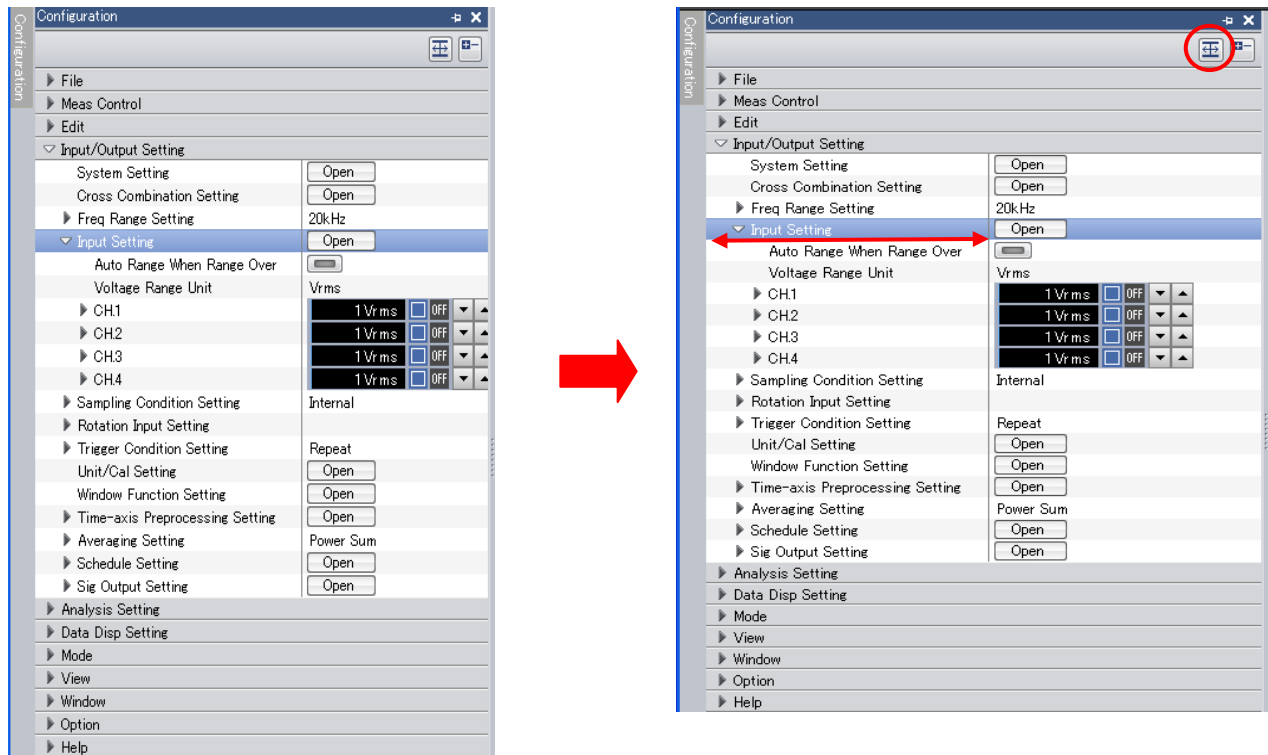 Configuration
Configuration
File
Meas Control
Edit
Input/Output Setting
System Setting Open
Cross Combination Setting Open
Freq Range Setting 20kHz
Input Setting Open
Auto Range When Range Over
Voltage Range Unit Vrms
CH.1 1Vrms OFF
CH.2 1Vrms OFF
CH.3 1Vrms OFF
CH.4 1Vrms OFF
Sampling Condition Setting Internal
Rotation Input Setting
Trigger Condition Setting Repeat
Unit/Cal Setting Open
Window Function Setting Open
Time-axis Preprocessing Setting Open
Averaging Setting Power Sum
Schedule Setting Open
Sig Output Setting Open
Analysis Setting
Data Disp Setting
Mode
View
Window
Option
Help
Configuration
Configuration
File
Meas Control
Edit
Input/Output Setting
System Setting Open
Cross Combination Setting Open
Freq Range Setting 20kHz
Input Setting Open
Auto Range When Range Over
Voltage Range Unit Vrms
CH.1 1Vrms OFF
CH.2 1Vrms OFF
CH.3 1Vrms OFF
CH.4 1Vrms OFF
Sampling Condition Setting Internal
Rotation Input Setting
Trigger Condition Setting Repeat
Unit/Cal Setting Open
Window Function Setting Open
Time-axis Preprocessing Setting Open
Averaging Setting Power Sum
Schedule Setting Open
Sig Output Setting Open
Analysis Setting
Data Disp Setting
Mode
View
Window
Option
Help